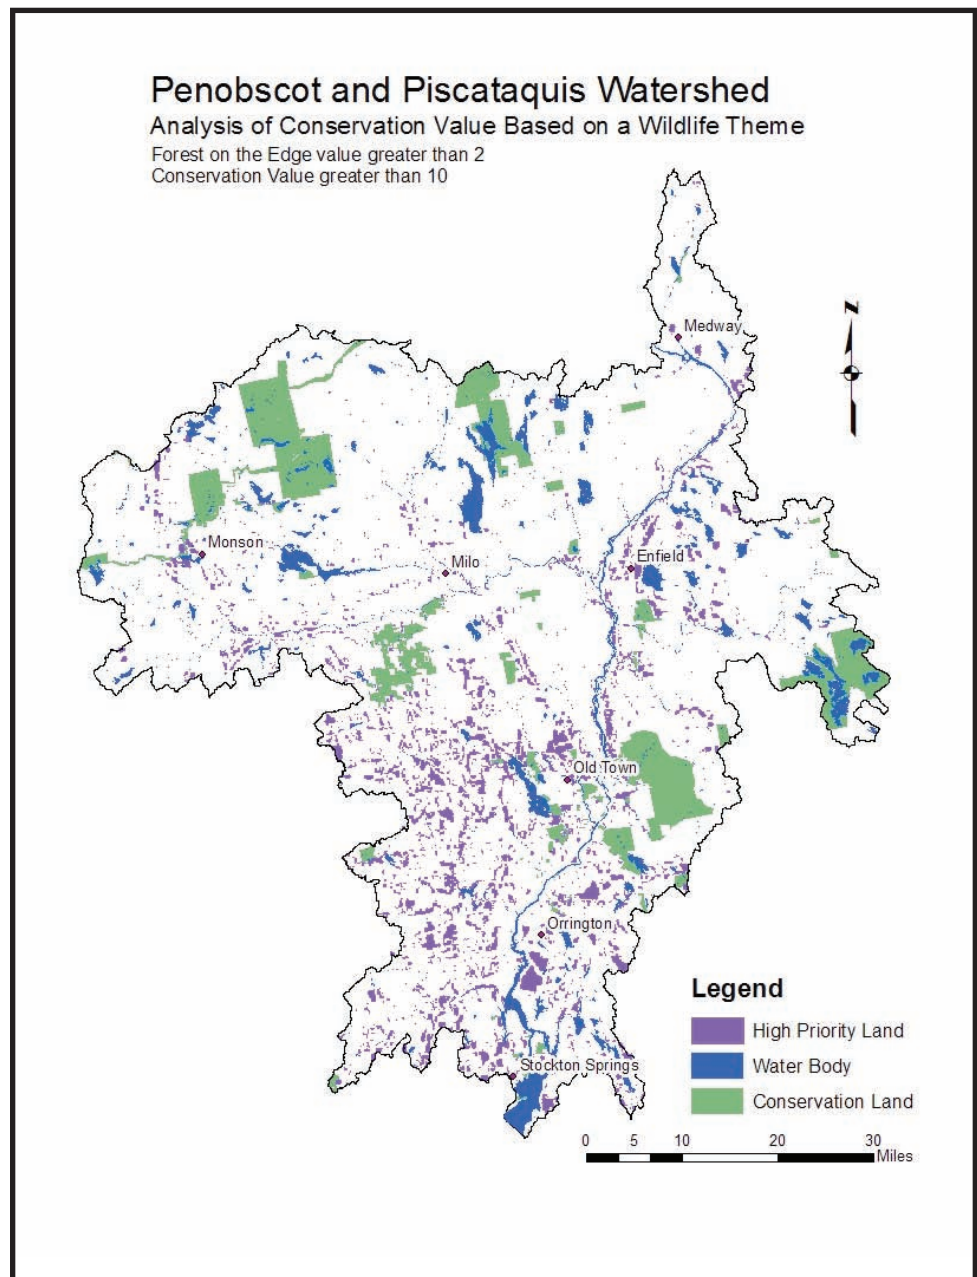 Penobscot and Piscataquis Watershed
Analysis of Conservation Value Based on a Wildlife Theme
Forest on the Edge value greater than 2
Conservation Value greater than 10
N
Medway
Monson
Milo
Enfield
Old Town
Orrington
Stockton Springs
Legend
High Priority Land
Water Body
Conservation Land
0 5 10 20 30
Miles